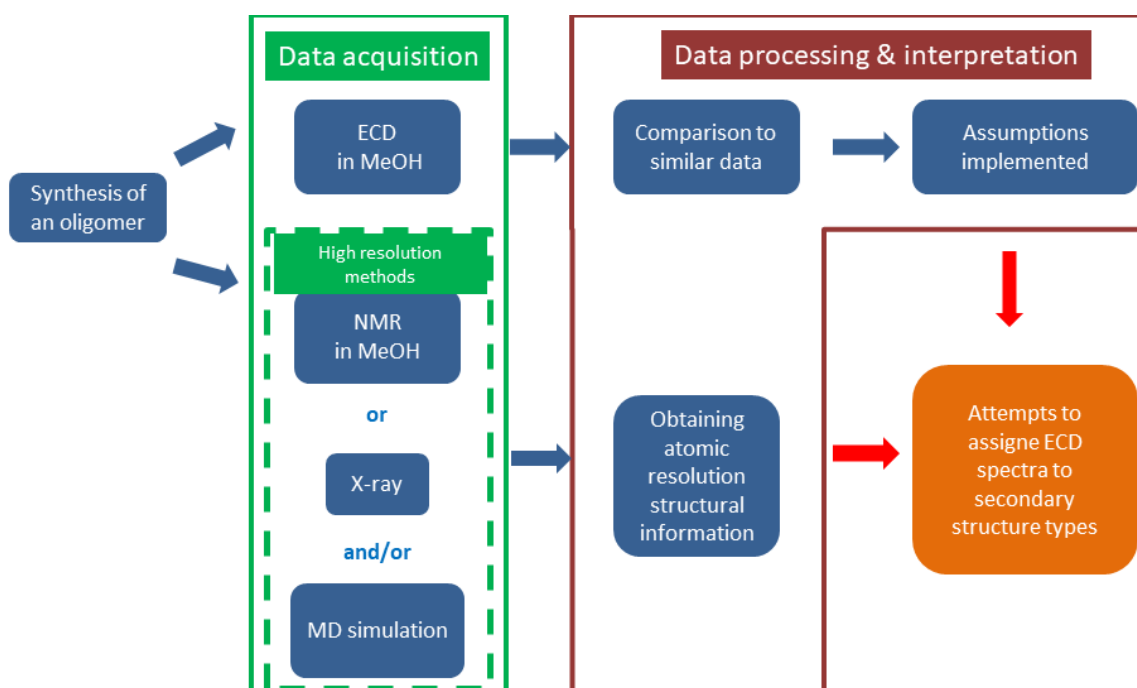 Data acquisition
Data processing & interpretation
Synthesis of
an oligomer
ECD
in MeOH
Comparison to
similar data
Assumptions
implemented
High resolution
methods
NMR
in MeOH
or
X-ray
and/or
MD simulation
Obtaining
atomic
resolution
structural
information
Attempts to
assigne ECD
spectra to
secondary
structure types